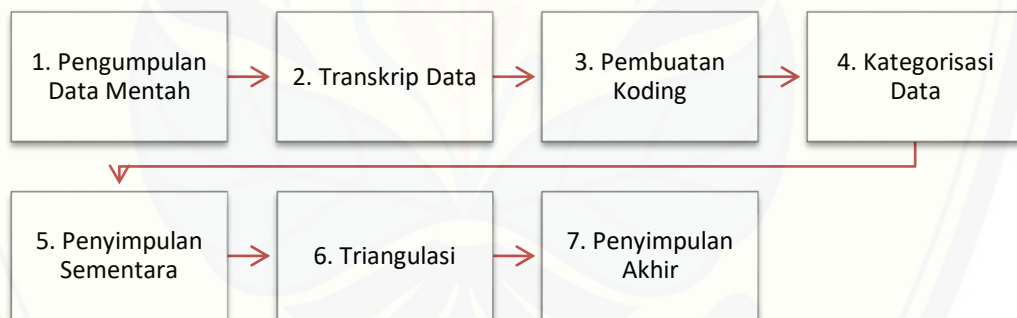 1. Pengumpulan
Data Mentah
2. Transkrip Data
3. Pembuatan
Koding
4. Kategorisasi
Data
5. Penyimpulan
Sementara
6. Triangulasi
7. Penyimpulan
Akhir